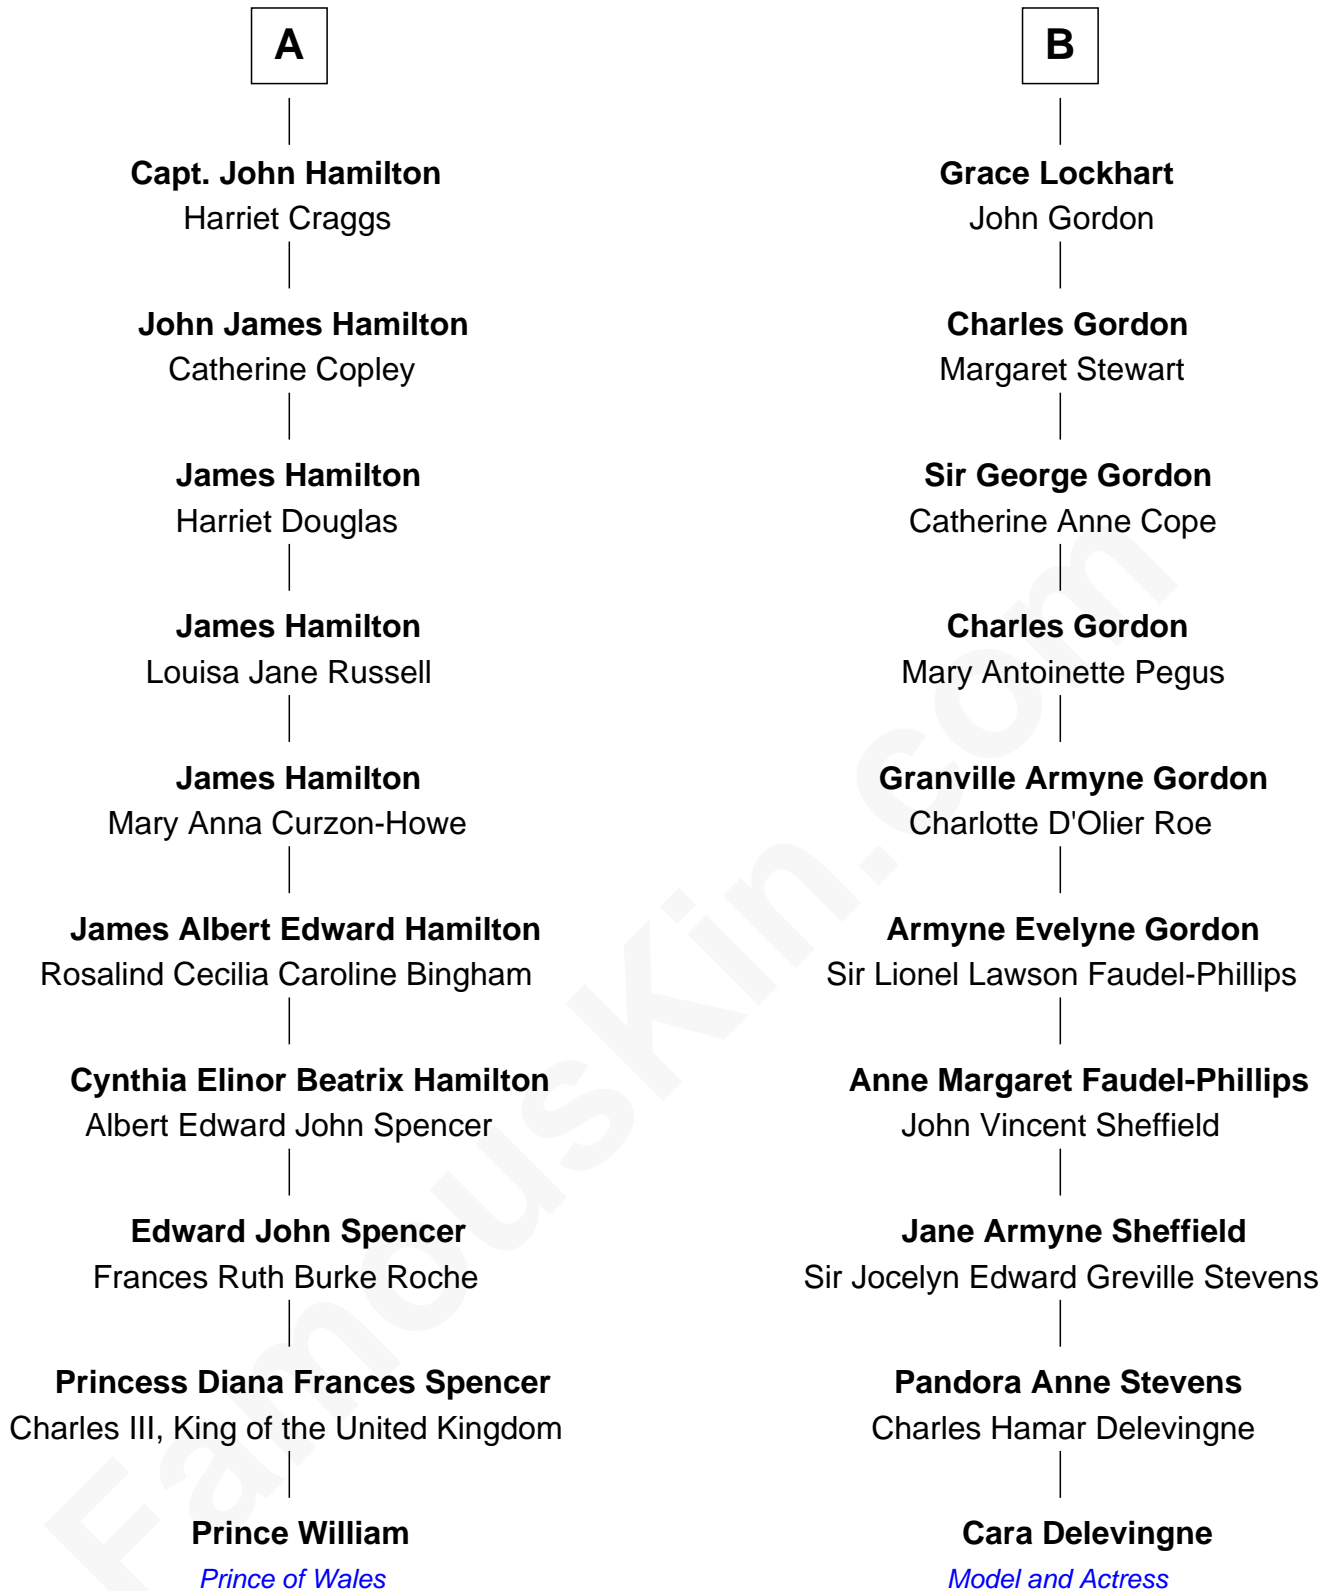 A
Capt. John Hamilton
Harriet Craggs
John James Hamilton
Catherine Copley
James Hamilton
Harriet Douglas
James Hamilton
Louisa Jane Russell
James Hamilton
Mary Anna Curzon-Howe
James Albert Edward Hamilton
Rosalind Cecilia Caroline Bingham
Cynthia Elinor Beatrix Hamilton
Albert Edward John Spencer
Edward John Spencer
Frances Ruth Burke Roche
Princess Diana Frances Spencer
Charles III, King of the United Kingdom
Prince William
Prince of Wales
B
Grace Lockhart
John Gordon
Charles Gordon
Margaret Stewart
Sir George Gordon
Catherine Anne Cope
Charles Gordon
Mary Antoinette Pegus
Granville Armyne Gordon
Charlotte D'Olier Roe
Armyne Evelyne Gordon
Sir Lionel Lawson Faudel-Phillips
Anne Margaret Faudel-Phillips
John Vincent Sheffield
Jane Armyne Sheffield
Sir Jocelyn Edward Greville Stevens
Pandora Anne Stevens
Charles Hamar Delevingne
Cara Delevingne
Model and Actress
FamousKin.com